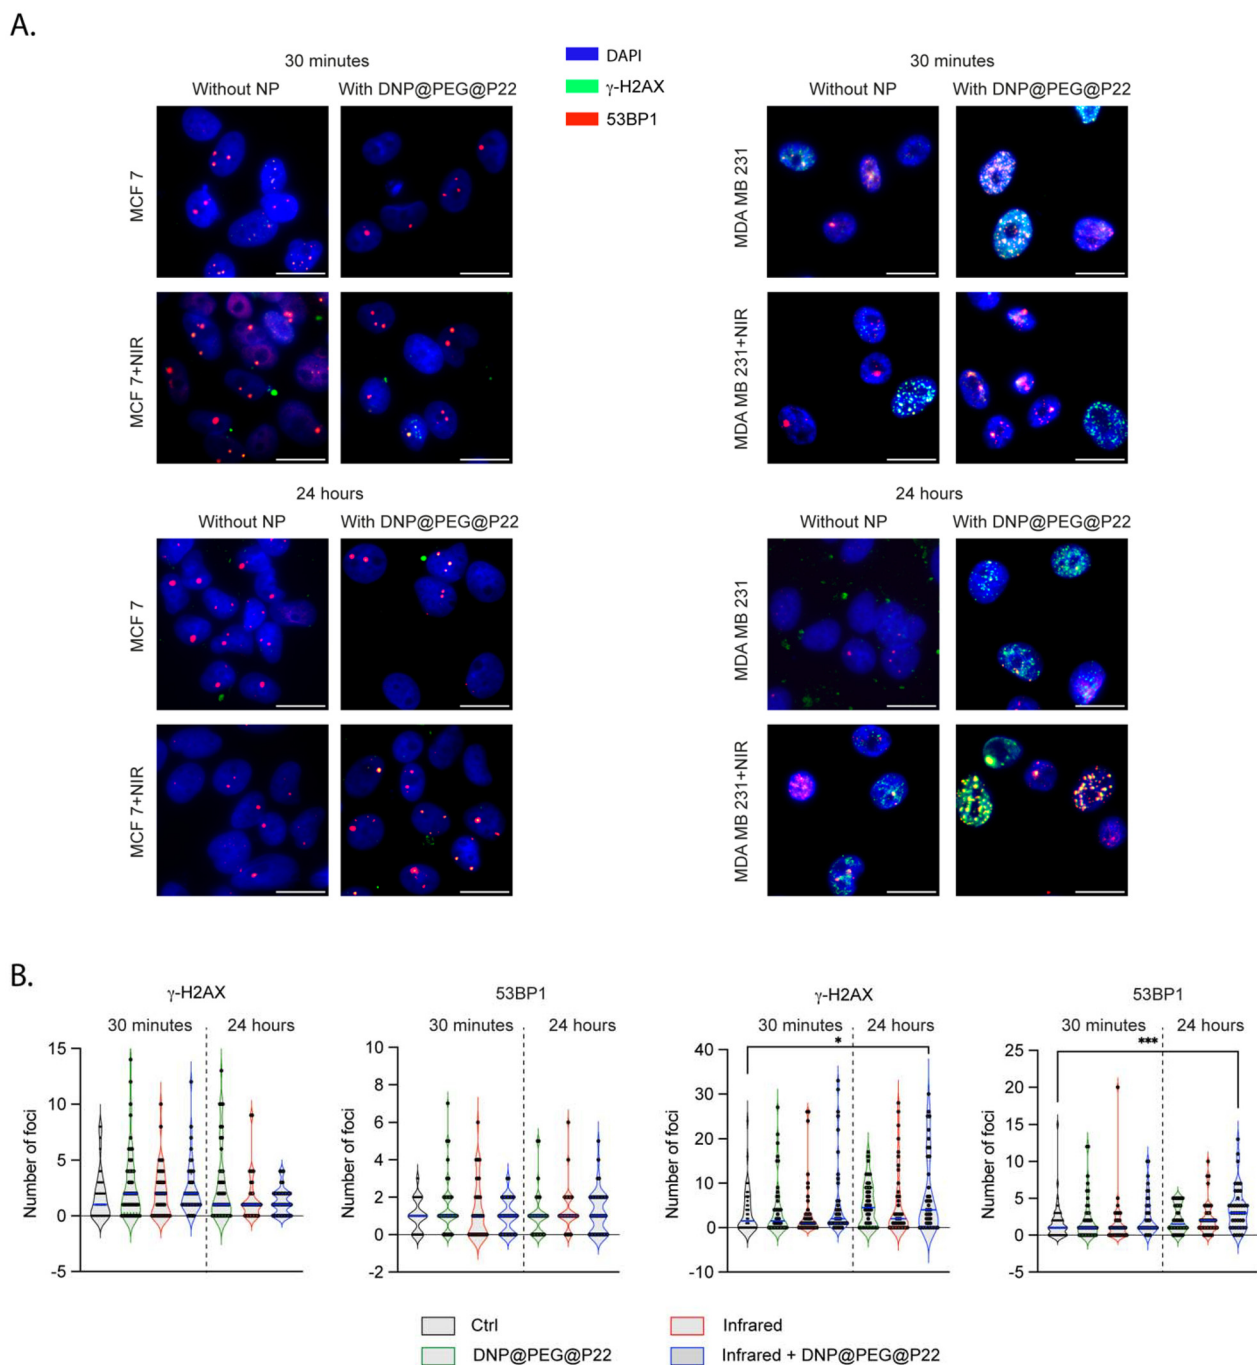 A.
DAPI
γ-H2AX
53BP1
30 minutes
Without NP
With DNP@PEG@P22
MCF 7
MCF 7+NIR
24 hours
Without NP
With DNP@PEG@P22
MCF 7
MCF 7+NIR
30 minutes
Without NP
With DNP@PEG@P22
MDA MB 231
MDA MB 231+NIR
24 hours
Without NP
With DNP@PEG@P22
MDA MB 231
MDA MB 231+NIR
B.
γ-H2AX
30 minutes
24 hours
Number of foci
15
10
5
0
-5
53BP1
30 minutes
24 hours
Number of foci
10
8
6
4
2
0
-2
γ-H2AX
30 minutes
24 hours
*
Number of foci
40
30
20
10
0
-10
53BP1
30 minutes
24 hours
***
Number of foci
25
20
15
10
5
0
-5
Ctrl
Infrared
DNP@PEG@P22
Infrared + DNP@PEG@P22